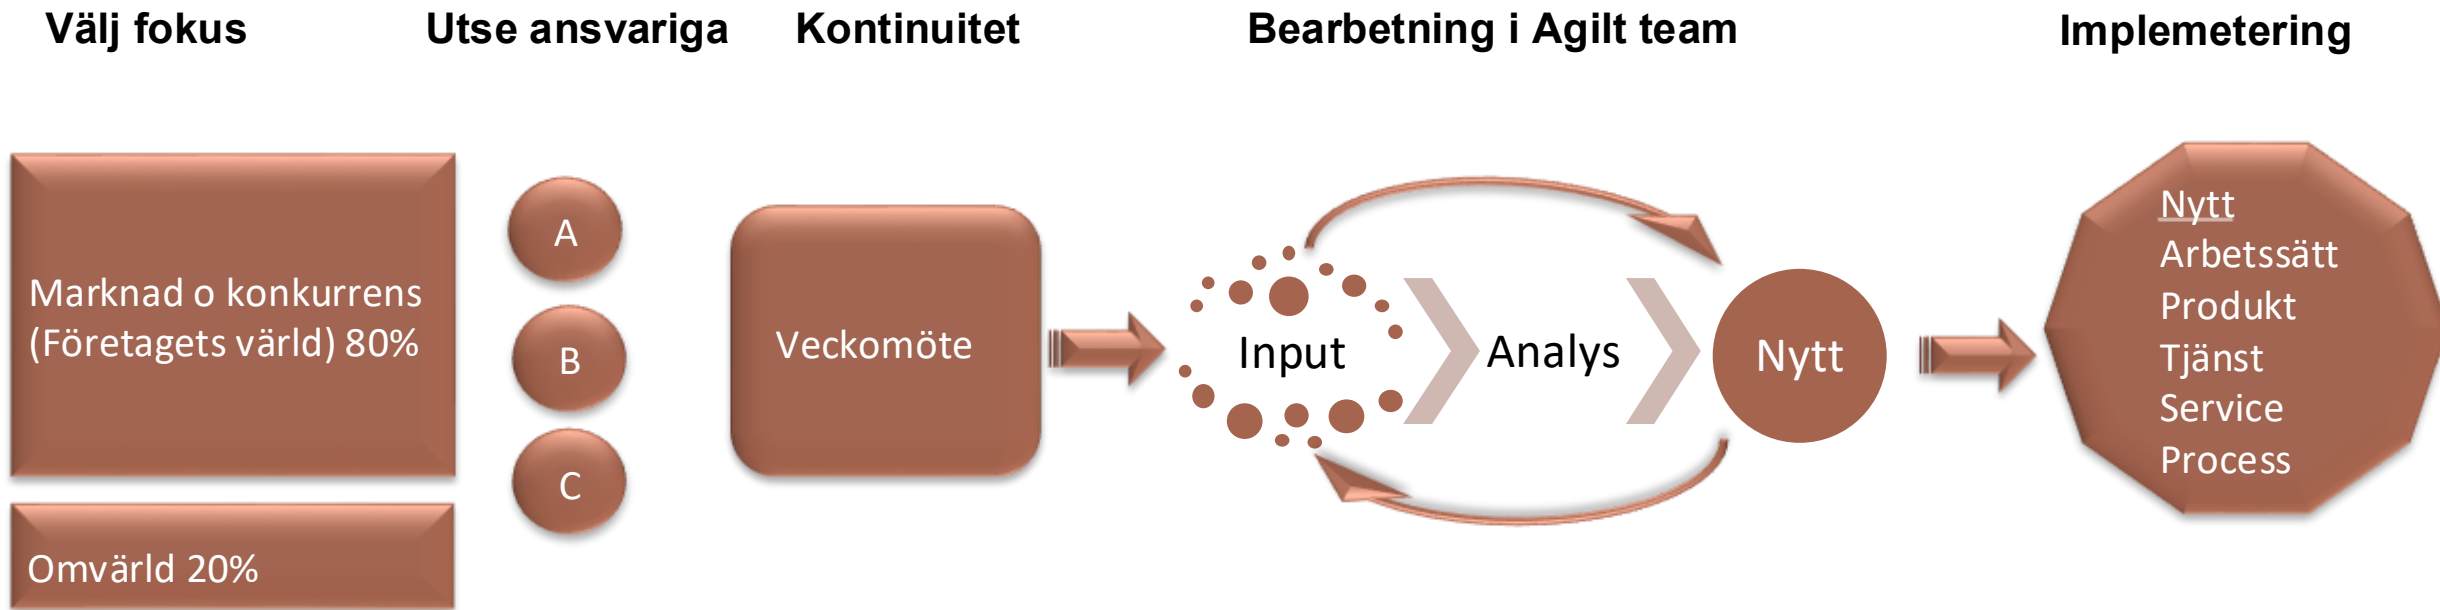 Välj fokus
Utse ansvariga
Kontinuitet
Bearbetning i Agilt team
Implemetering
Marknad o konkurrens
(Företagets värld) 80%
Omvärld 20%
A
B
C
Veckomöte
Input
Analys
Nytt
Nytt
Arbetssätt
Produkt
Tjänst
Service
Process